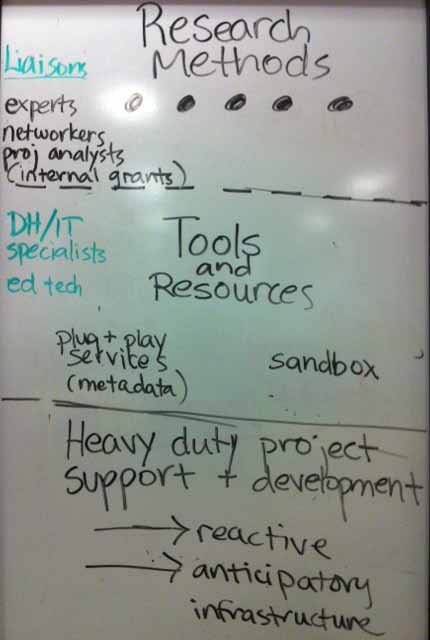 Research
Methods
Liaisons
experts
networkers
proj analysts
(internal grants)
DH/IT
specialists
ed tech
Tools
and
Resources
plug + play
services
(metadata)
sandbox
Heavy duty project
support + development
→ reactive
→ anticipatory
infrastructure